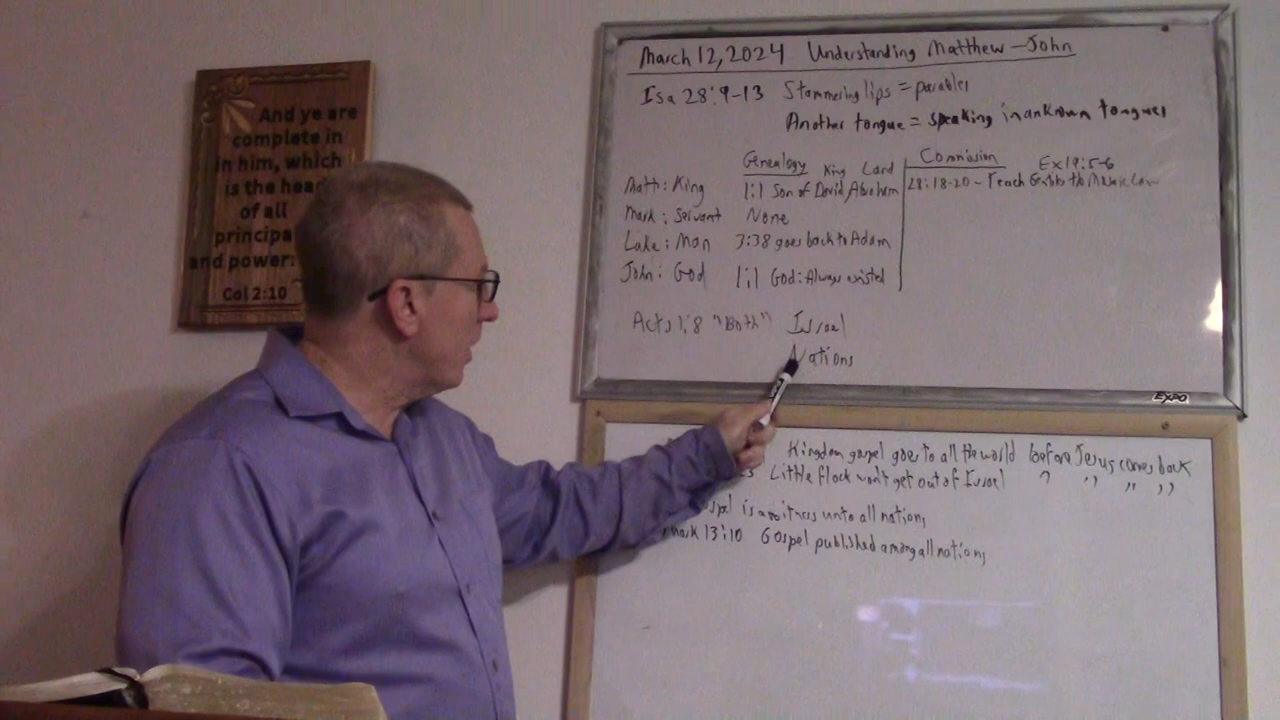 And ye are
complete in
in him, which
is the head
of all
principa
and power:
Col 2:10
March 12, 2024 Understanding Matthew - John
Isa 28:9-13 Stammering lips = parables
Another tongue = speaking in unknown tongues
Genealogy King Land Commission Ex 19:5-6
Matt: King 1:1 Son of David, Abraham 28:18-20 - Teach Gentiles the Mosaic Law
Mark: Servant None
Luke: Man 3:38 goes back to Adam
John: God 1:1 God: Always existed
Acts 1:8 "Both" Israel
Nations
EXPO
Kingdom gospel goes to all the world before Jesus comes back
Little flock won't get out of Israel " " " "
spel is a witness unto all nations
Mark 13:10 Gospel published among all nations